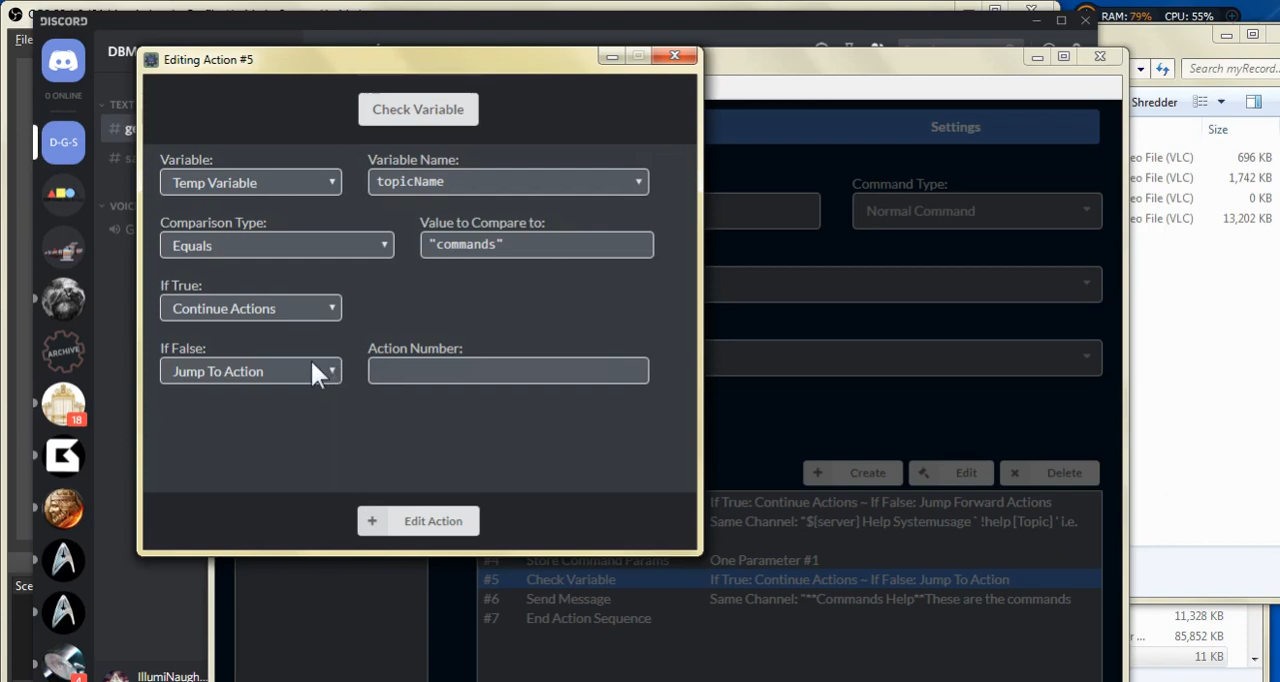 DISCORD
RAM: 79% CPU: 55%
File
DBM
Editing Action #5
Search myRecord...
0 ONLINE
Check Variable
Shredder
TEXT
Settings
Size
D-G-S
Variable:
Variable Name:
Temp Variable
topicName
Command Type:
Normal Command
eo File (VLC) 696 KB
eo File (VLC) 1,742 KB
eo File (VLC) 0 KB
eo File (VLC) 13,202 KB
VOIC
Comparison Type:
Value to Compare to:
Equals
"commands"
If True:
Continue Actions
If False:
Action Number:
Jump To Action
ARCHIVE
18
Create
Edit
Delete
If True: Continue Actions ~ If False: Jump Forward Actions
Same Channel: "${server} Help Systemusage ` !help [Topic] ' i.e.
Edit Action
#4 Store Command Params One Parameter #1
#5 Check Variable If True: Continue Actions ~ If False: Jump To Action
#6 Send Message Same Channel: "**Commands Help**These are the commands
#7 End Action Sequence
Sce
11,328 KB
85,852 KB
11 KB
4
IllumiNaugh...